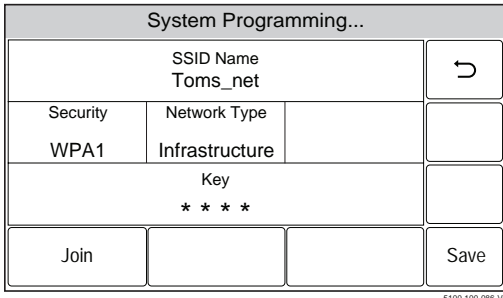 System Programming...
SSID Name
Toms_net
Security
Network Type
WPA1
Infrastructure
Key
* * * *
Join
Save